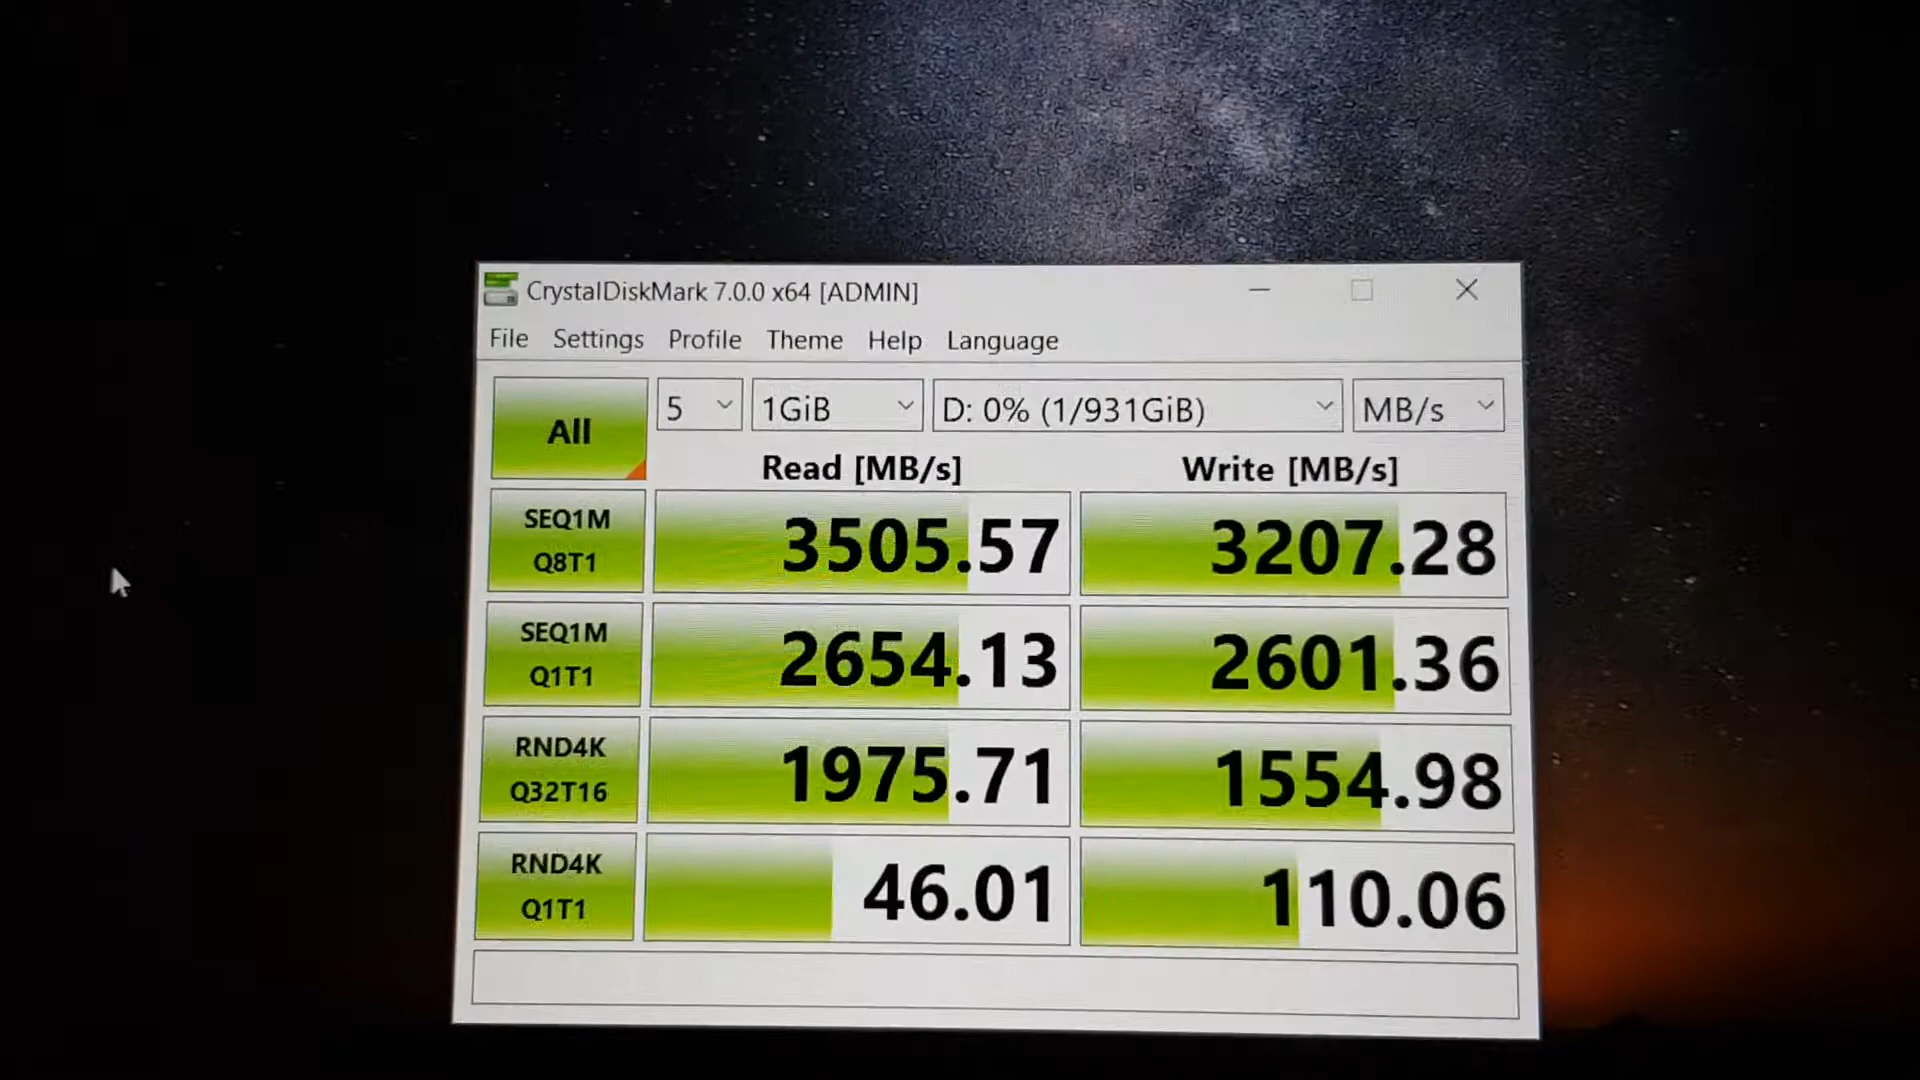 CrystalDiskMark 7.0.0 x64 [ADMIN]
File Settings Profile Theme Help Language
All 5 1GiB D: 0% (1/931GiB) MB/s
Read [MB/s] Write [MB/s]
SEQ1M
Q8T1
3505.57 3207.28
SEQ1M
Q1T1
2654.13 2601.36
RND4K
Q32T16
1975.71 1554.98
RND4K
Q1T1
46.01 110.06